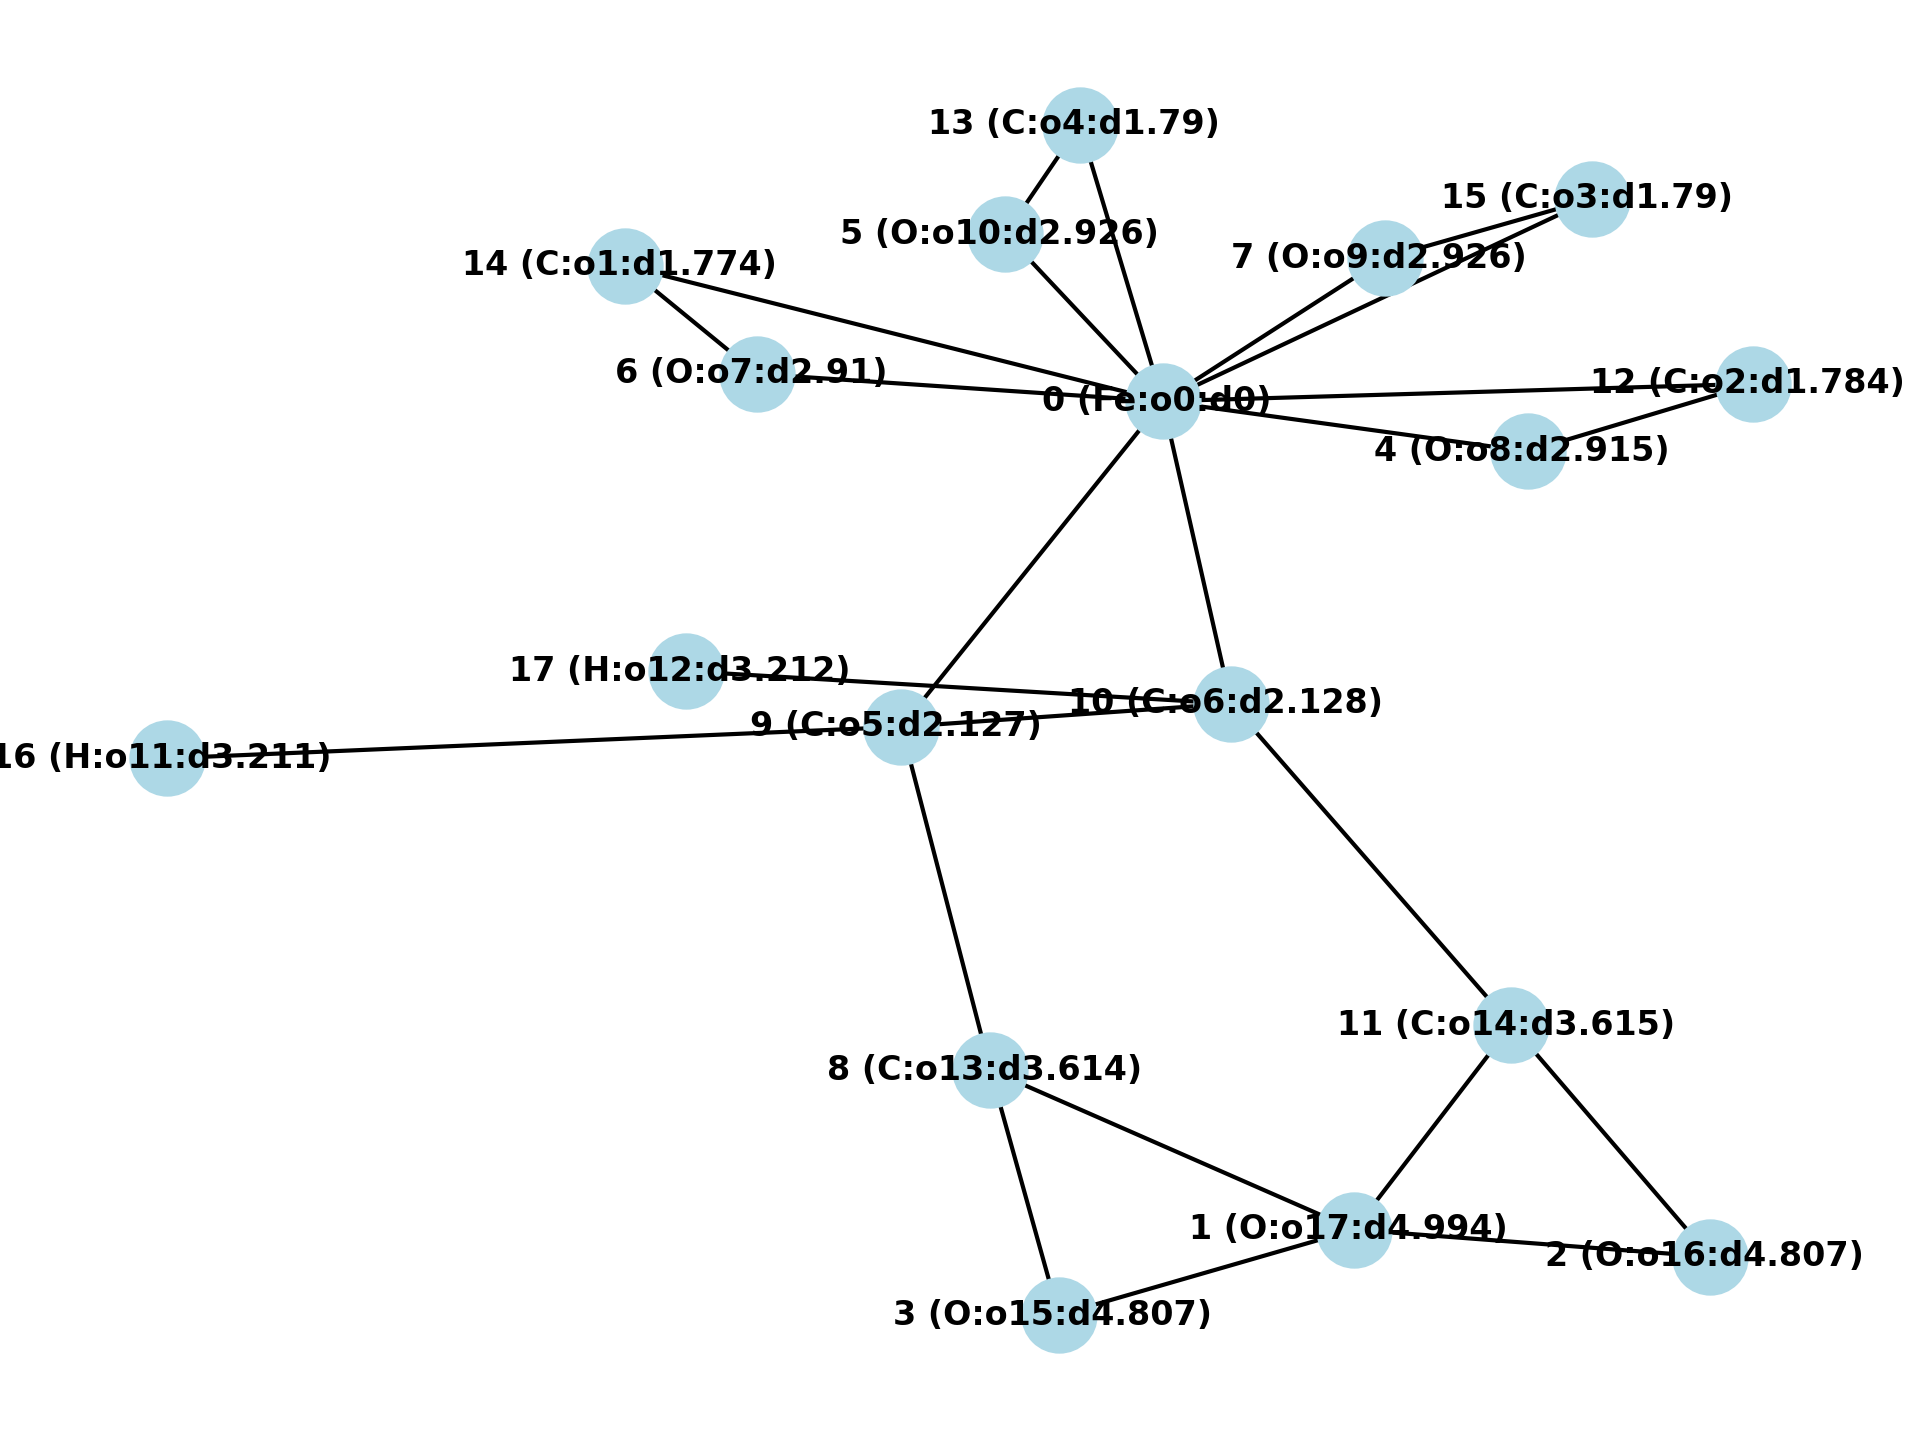 13 (C:o4:d1.79)
15 (C:o3:d1.79)
5 (O:o10:d2.926)
7 (O:o9:d2.926)
14 (C:o1:d1.774)
6 (O:o7:d2.91)
12 (C:o2:d1.784)
0 (Fe:o0:d0)
4 (O:o8:d2.915)
17 (H:o12:d3.212)
10 (C:o6:d2.128)
9 (C:o5:d2.127)
16 (H:o11:d3.211)
11 (C:o14:d3.615)
8 (C:o13:d3.614)
1 (O:o17:d4.994)
2 (O:o16:d4.807)
3 (O:o15:d4.807)